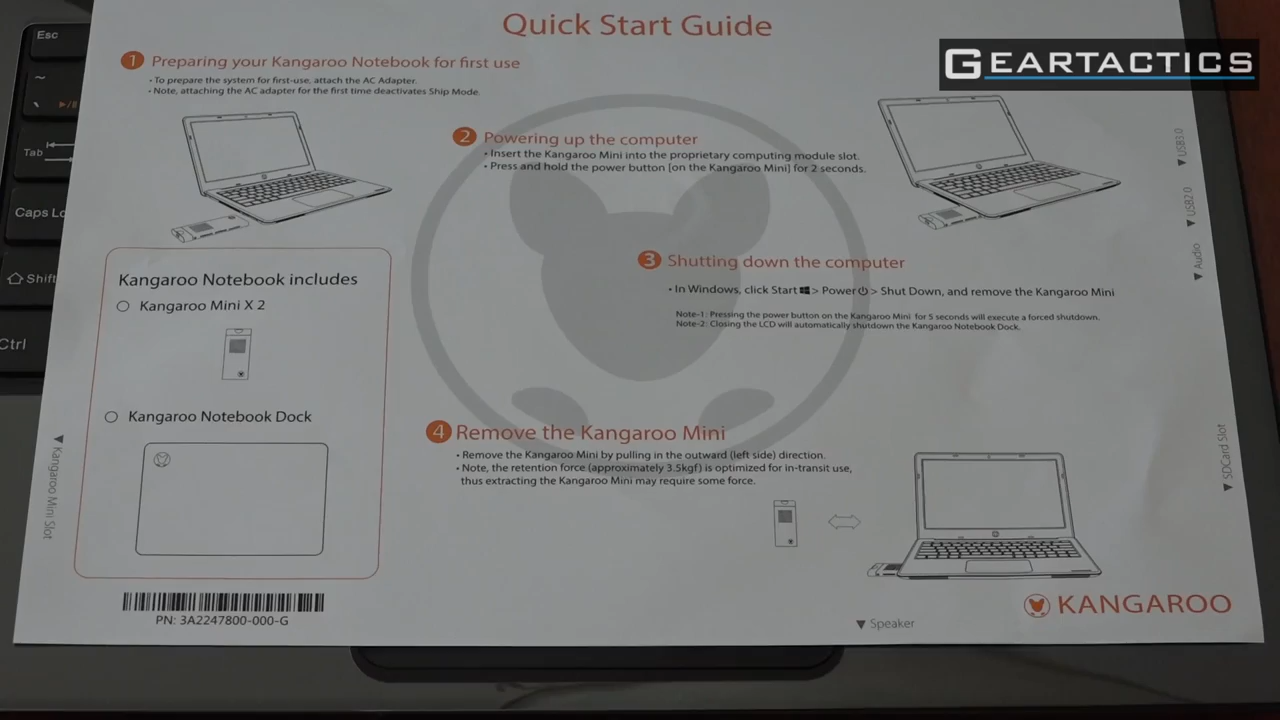 Quick Start Guide
GEARTACTICS
1 Preparing your Kangaroo Notebook for first use
• To prepare the system for first-use, attach the AC Adapter.
• Note, attaching the AC adapter for the first time deactivates Ship Mode.
2 Powering up the computer
• Insert the Kangaroo Mini into the proprietary computing module slot.
• Press and hold the power button [on the Kangaroo Mini] for 2 seconds.
▼ USB3.0
▼ USB2.0
▼ Audio
3 Shutting down the computer
• In Windows, click Start > Power > Shut Down, and remove the Kangaroo Mini
Note-1: Pressing the power button on the Kangaroo Mini for 5 seconds will execute a forced shutdown.
Note-2: Closing the LCD will automatically shutdown the Kangaroo Notebook Dock.
Kangaroo Notebook includes
Kangaroo Mini X 2
Kangaroo Notebook Dock
4 Remove the Kangaroo Mini
• Remove the Kangaroo Mini by pulling in the outward (left side) direction.
• Note, the retention force (approximately 3.5kgf) is optimized for in-transit use,
thus extracting the Kangaroo Mini may require some force.
▼ Kangaroo Mini Slot
▼ SDCard Slot
PN: 3A2247800-000-G
KANGAROO
▼ Speaker
Esc
~
Tab
Caps Lo
Shift
Ctrl